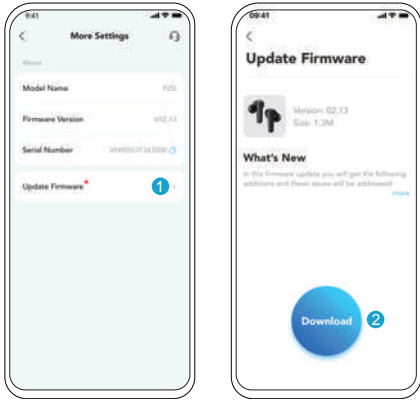 9:41
More Settings
About
Model Name
Firmware Version V02.13
Serial Number
Update Firmware*
1
09:41
Update Firmware
Version: 02.13
Size: 1.3M
What's New
In this firmware update you will get the following
additions and these issues will be addressed
more
Download
2